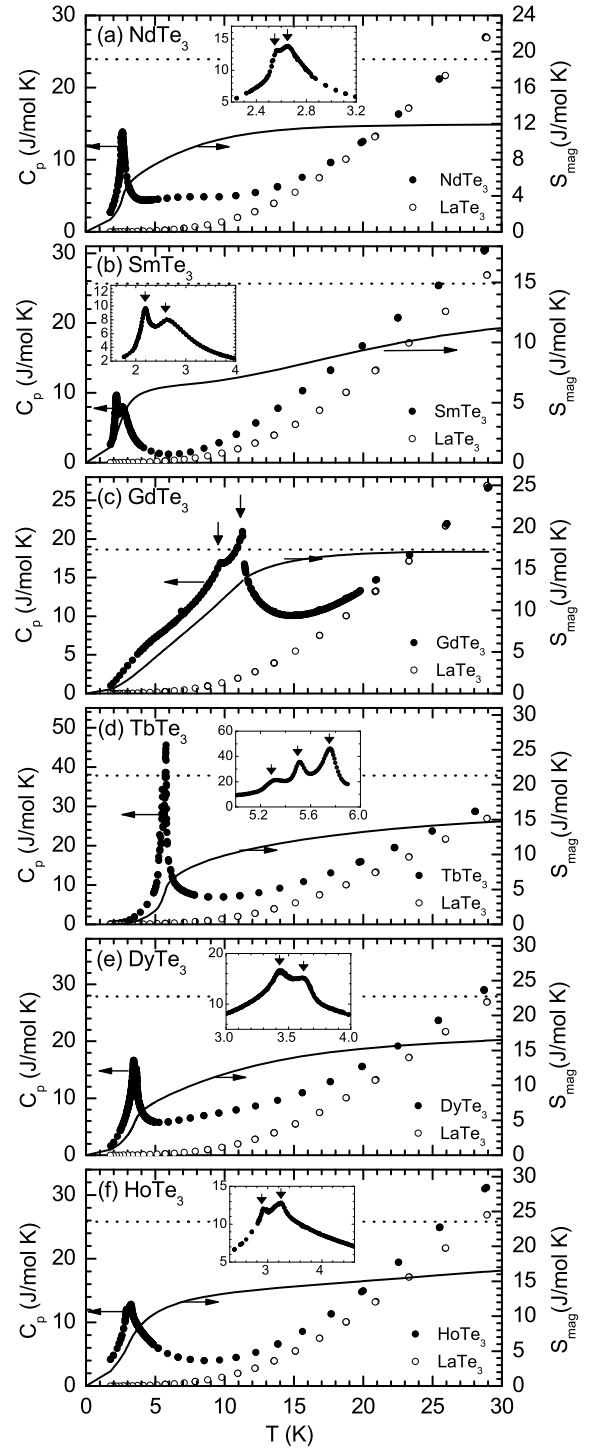 (a) NdTe3
30
20
10
0
Cp (J/mol K)
24
20
16
12
8
4
0
Smag(J/mol K)
15
10
5
2.4 2.8 3.2
NdTe3
LaTe3
(b) SmTe3
30
20
10
0
Cp (J/mol K)
15
10
5
0
Smag(J/mol K)
12
10
8
6
4
2
2 3 4
SmTe3
LaTe3
(c) GdTe3
25
20
15
10
5
0
Cp (J/mol K)
25
20
15
10
5
0
Smag(J/mol K)
GdTe3
LaTe3
(d) TbTe3
50
40
30
20
10
0
Cp (J/mol K)
30
25
20
15
10
5
0
Smag(J/mol K)
60
40
20
0
5.2 5.6 6.0
TbTe3
LaTe3
(e) DyTe3
30
20
10
0
Cp (J/mol K)
30
25
20
15
10
5
0
Smag(J/mol K)
20
10
3.0 3.5 4.0
DyTe3
LaTe3
(f) HoTe3
30
20
10
0
Cp (J/mol K)
30
25
20
15
10
5
0
Smag(J/mol K)
15
10
5
3 4
HoTe3
LaTe3
0 5 10 15 20 25 30
T (K)